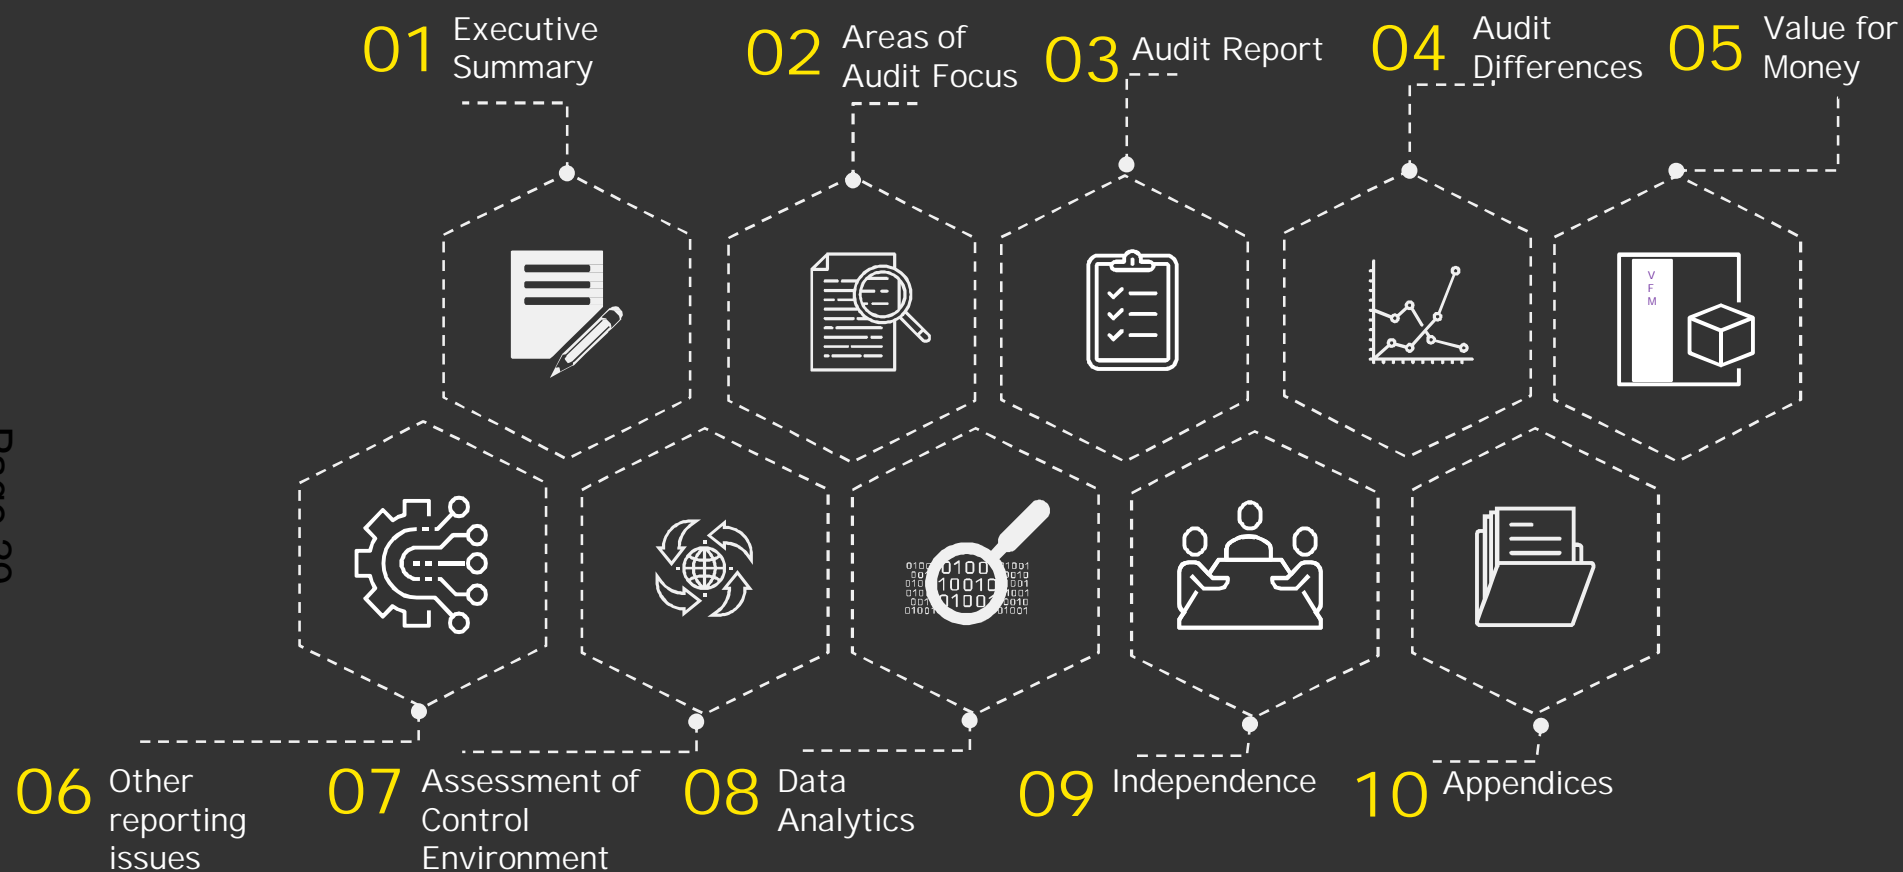 01 Executive
Summary
02 Areas of
Audit Focus
03 Audit Report
04 Audit
Differences
05 Value for
Money
V
F
M
06 Other
reporting
issues
07 Assessment of
Control
Environment
08 Data
Analytics
09 Independence
10 Appendices